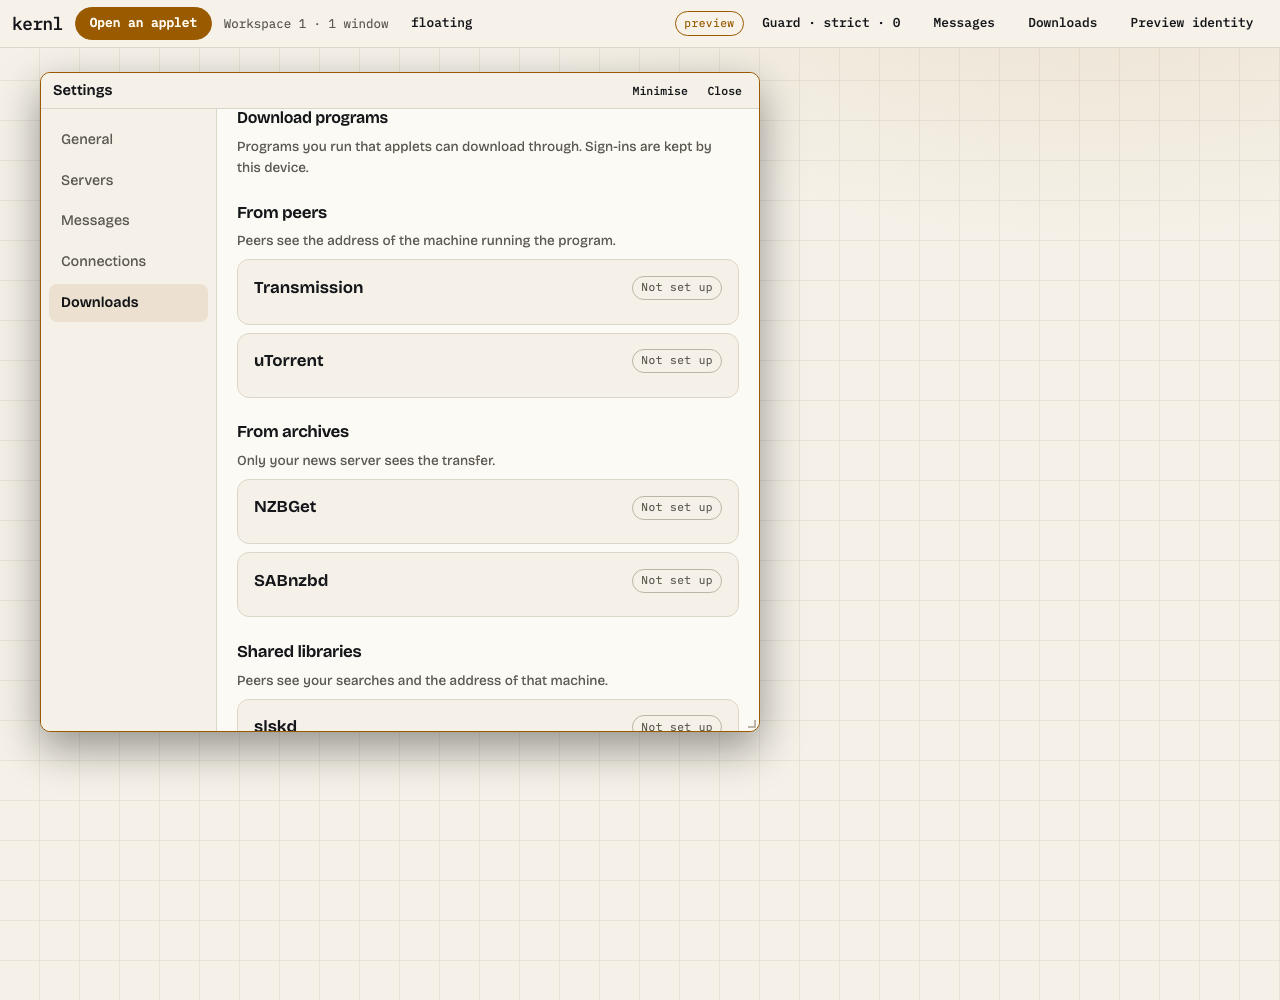 kernl
Open an applet
Workspace 1 · 1 window
floating
preview
Guard · strict · 0
Messages
Downloads
Preview identity
Settings
Minimise
Close
General
Servers
Messages
Connections
Downloads
Download programs
Programs you run that applets can download through. Sign-ins are kept by
this device.
From peers
Peers see the address of the machine running the program.
Transmission
Not set up
uTorrent
Not set up
From archives
Only your news server sees the transfer.
NZBGet
Not set up
SABnzbd
Not set up
Shared libraries
Peers see your searches and the address of that machine.
slskd
Not set up